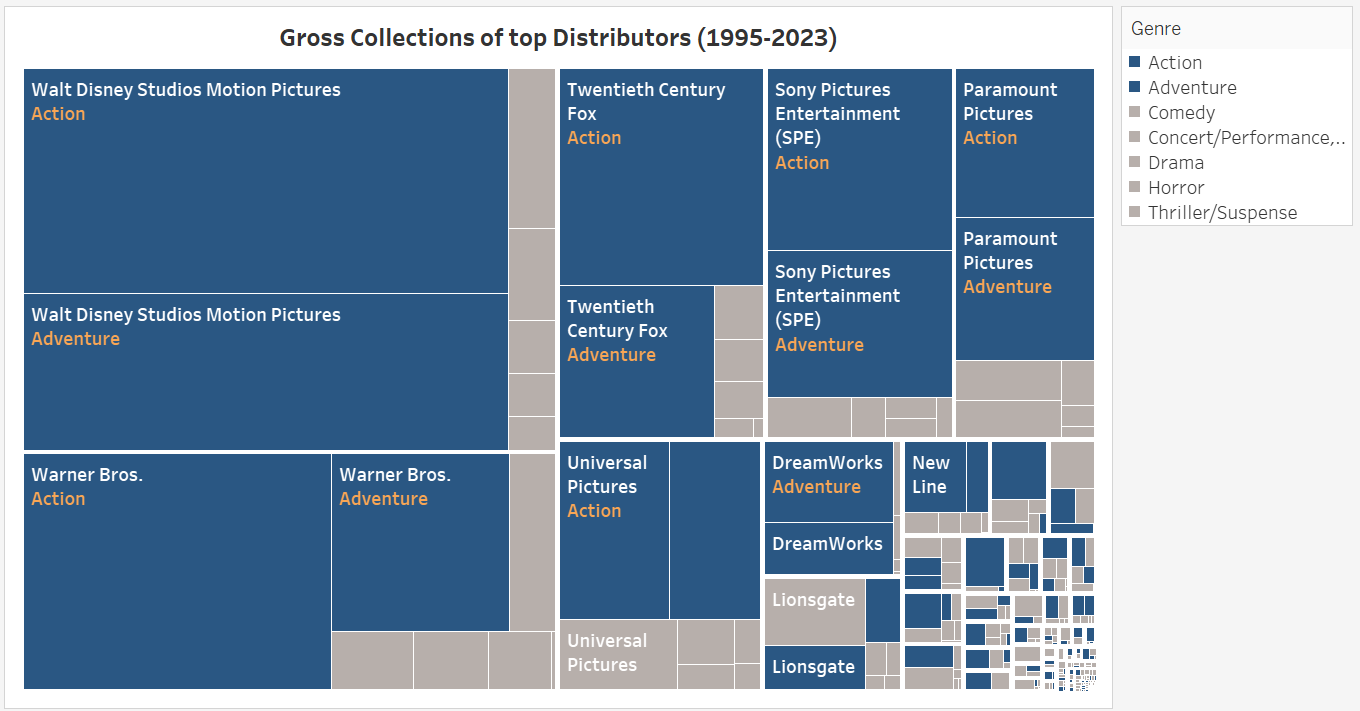 Gross Collections of top Distributors (1995-2023)
Walt Disney Studios Motion Pictures
Action
Walt Disney Studios Motion Pictures
Adventure
Warner Bros.
Action
Warner Bros.
Adventure
Twentieth Century
Fox
Action
Twentieth
Century Fox
Adventure
Sony Pictures
Entertainment
(SPE)
Action
Sony Pictures
Entertainment
(SPE)
Adventure
Paramount
Pictures
Action
Paramount
Pictures
Adventure
Universal
Pictures
Action
Universal
Pictures
DreamWorks
Adventure
DreamWorks
Lionsgate
Lionsgate
New
Line
Genre
Action
Adventure
Comedy
Concert/Performance,..
Drama
Horror
Thriller/Suspense